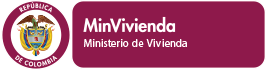 REPÚBLICA
DE COLOMBIA
MinVivienda
Ministerio de Vivienda